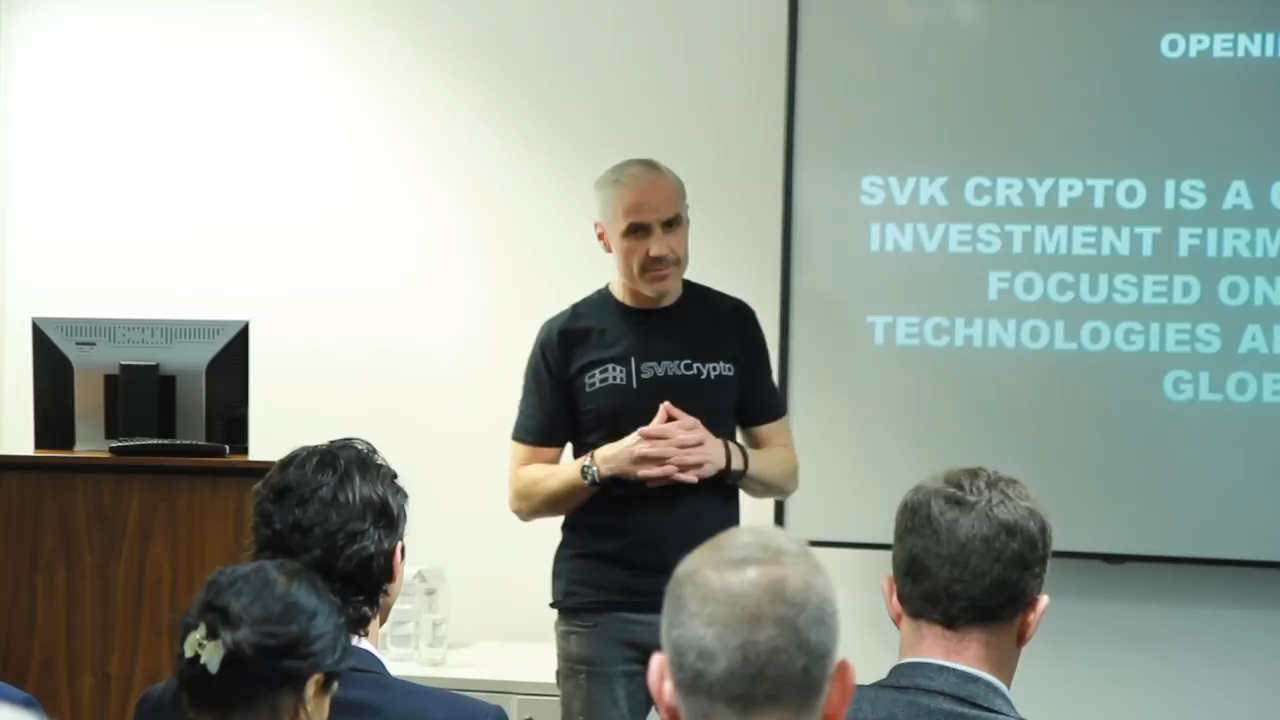 SVKCrypto
OPENI
SVK CRYPTO IS A
INVESTMENT FIRM
FOCUSED ON
TECHNOLOGIES A
GLOB